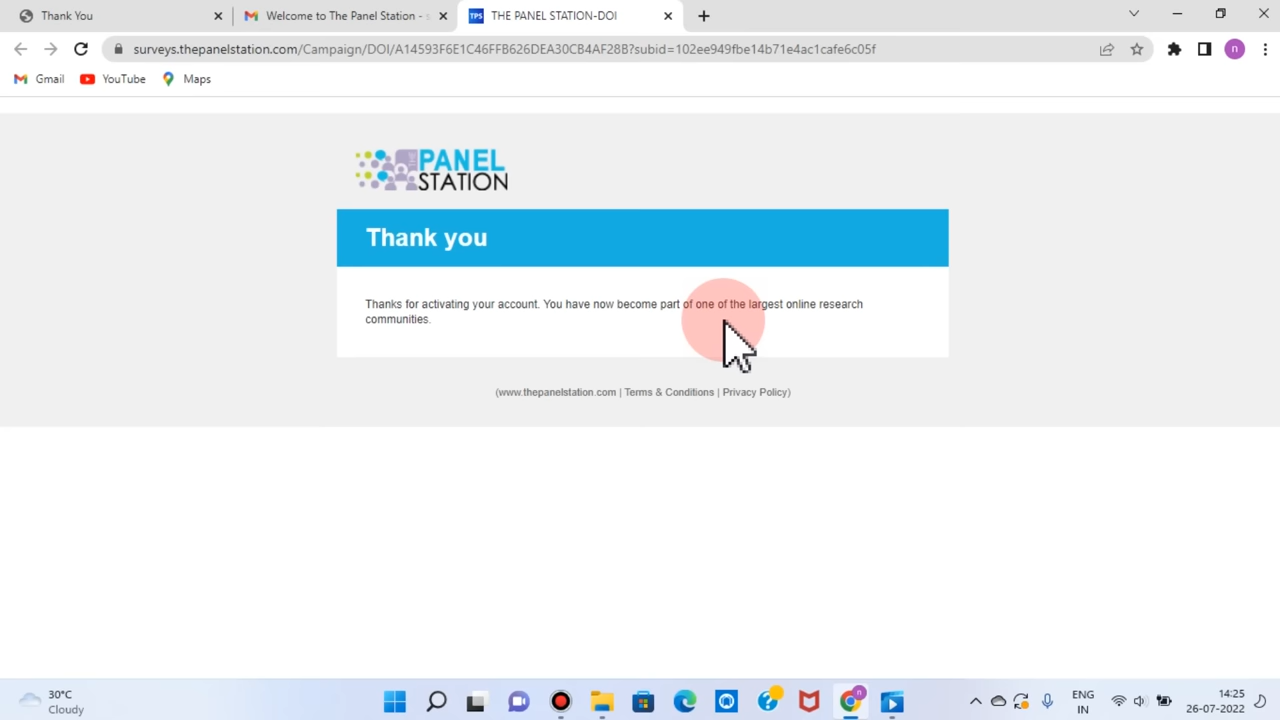 Thank You
Welcome to The Panel Station -
THE PANEL STATION-DOI
surveys.thepanelstation.com/Campaign/DOI/A14593F6E1C46FFB626DEA30CB4AF28B?subid=102ee949fbe14b71e4ac1cafe6c05f
n
Gmail
YouTube
Maps
TPS
THE PANEL
STATION
Thank you
Thanks for activating your account. You have now become part of one of the largest online research
communities.
(www.thepanelstation.com | Terms & Conditions | Privacy Policy)
30°C
Cloudy
n
ENG
IN
14:25
26-07-2022